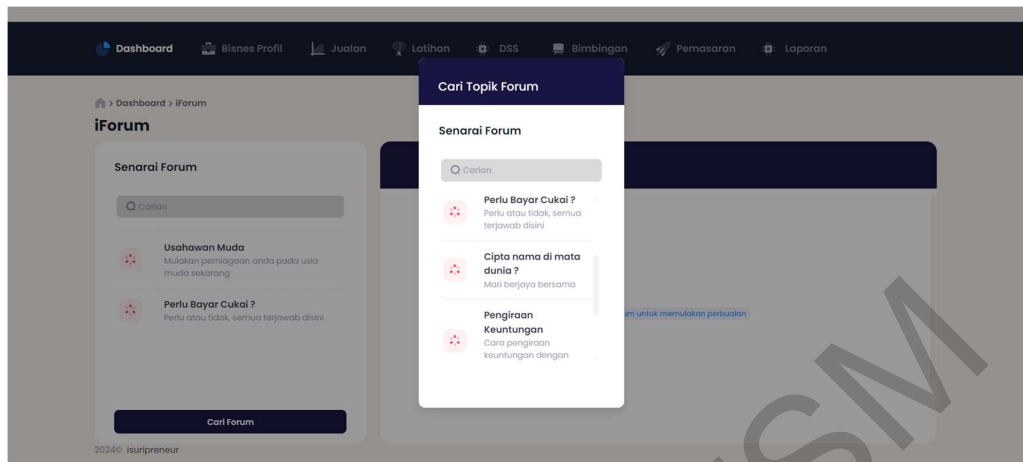 Dashboard Bisnes Profil Jualan Latihan DSS Bimbingan Pemasaran Laporan
> Dashboard > iForum
iForum
Senarai Forum
Carian
Usahawan Muda
Mulakan perniagaan anda pada usia
muda sekarang
Perlu Bayar Cukai ?
Perlu atau tidak, semua terjawab disini
Cari Forum
Cari Topik Forum
Senarai Forum
Carian
Perlu Bayar Cukai ?
Perlu atau tidak, semua
terjawab disini
Cipta nama di mata
dunia ?
Mari berjaya bersama
Pengiraan
Keuntungan
Cara pengiraan
keuntungan dengan
untuk memulakan perbualan
2024© isuripreneur
SM